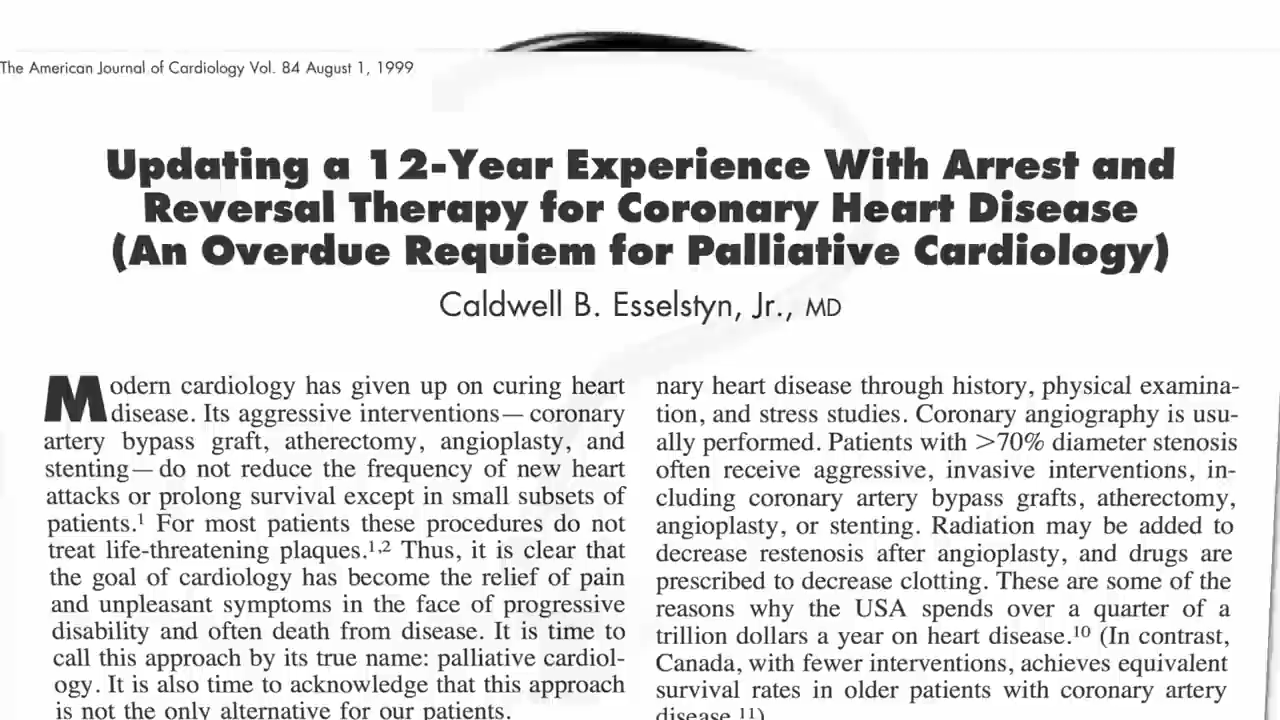 The American Journal of Cardiology Vol. 84 August 1, 1999
Updating a 12-Year Experience With Arrest and
Reversal Therapy for Coronary Heart Disease
(An Overdue Requiem for Palliative Cardiology)
Caldwell B. Esselstyn, Jr., MD
Modern cardiology has given up on curing heart
disease. Its aggressive interventions—coronary
artery bypass graft, atherectomy, angioplasty, and
stenting—do not reduce the frequency of new heart
attacks or prolong survival except in small subsets of
patients.¹ For most patients these procedures do not
treat life-threatening plaques.¹,² Thus, it is clear that
the goal of cardiology has become the relief of pain
and unpleasant symptoms in the face of progressive
disability and often death from disease. It is time to
call this approach by its true name: palliative cardiol-
ogy. It is also time to acknowledge that this approach
is not the only alternative for our patients.
nary heart disease through history, physical examina-
tion, and stress studies. Coronary angiography is usu-
ally performed. Patients with >70% diameter stenosis
often receive aggressive, invasive interventions, in-
cluding coronary artery bypass grafts, atherectomy,
angioplasty, or stenting. Radiation may be added to
decrease restenosis after angioplasty, and drugs are
prescribed to decrease clotting. These are some of the
reasons why the USA spends over a quarter of a
trillion dollars a year on heart disease.¹⁰ (In contrast,
Canada, with fewer interventions, achieves equivalent
survival rates in older patients with coronary artery
disease.¹¹)